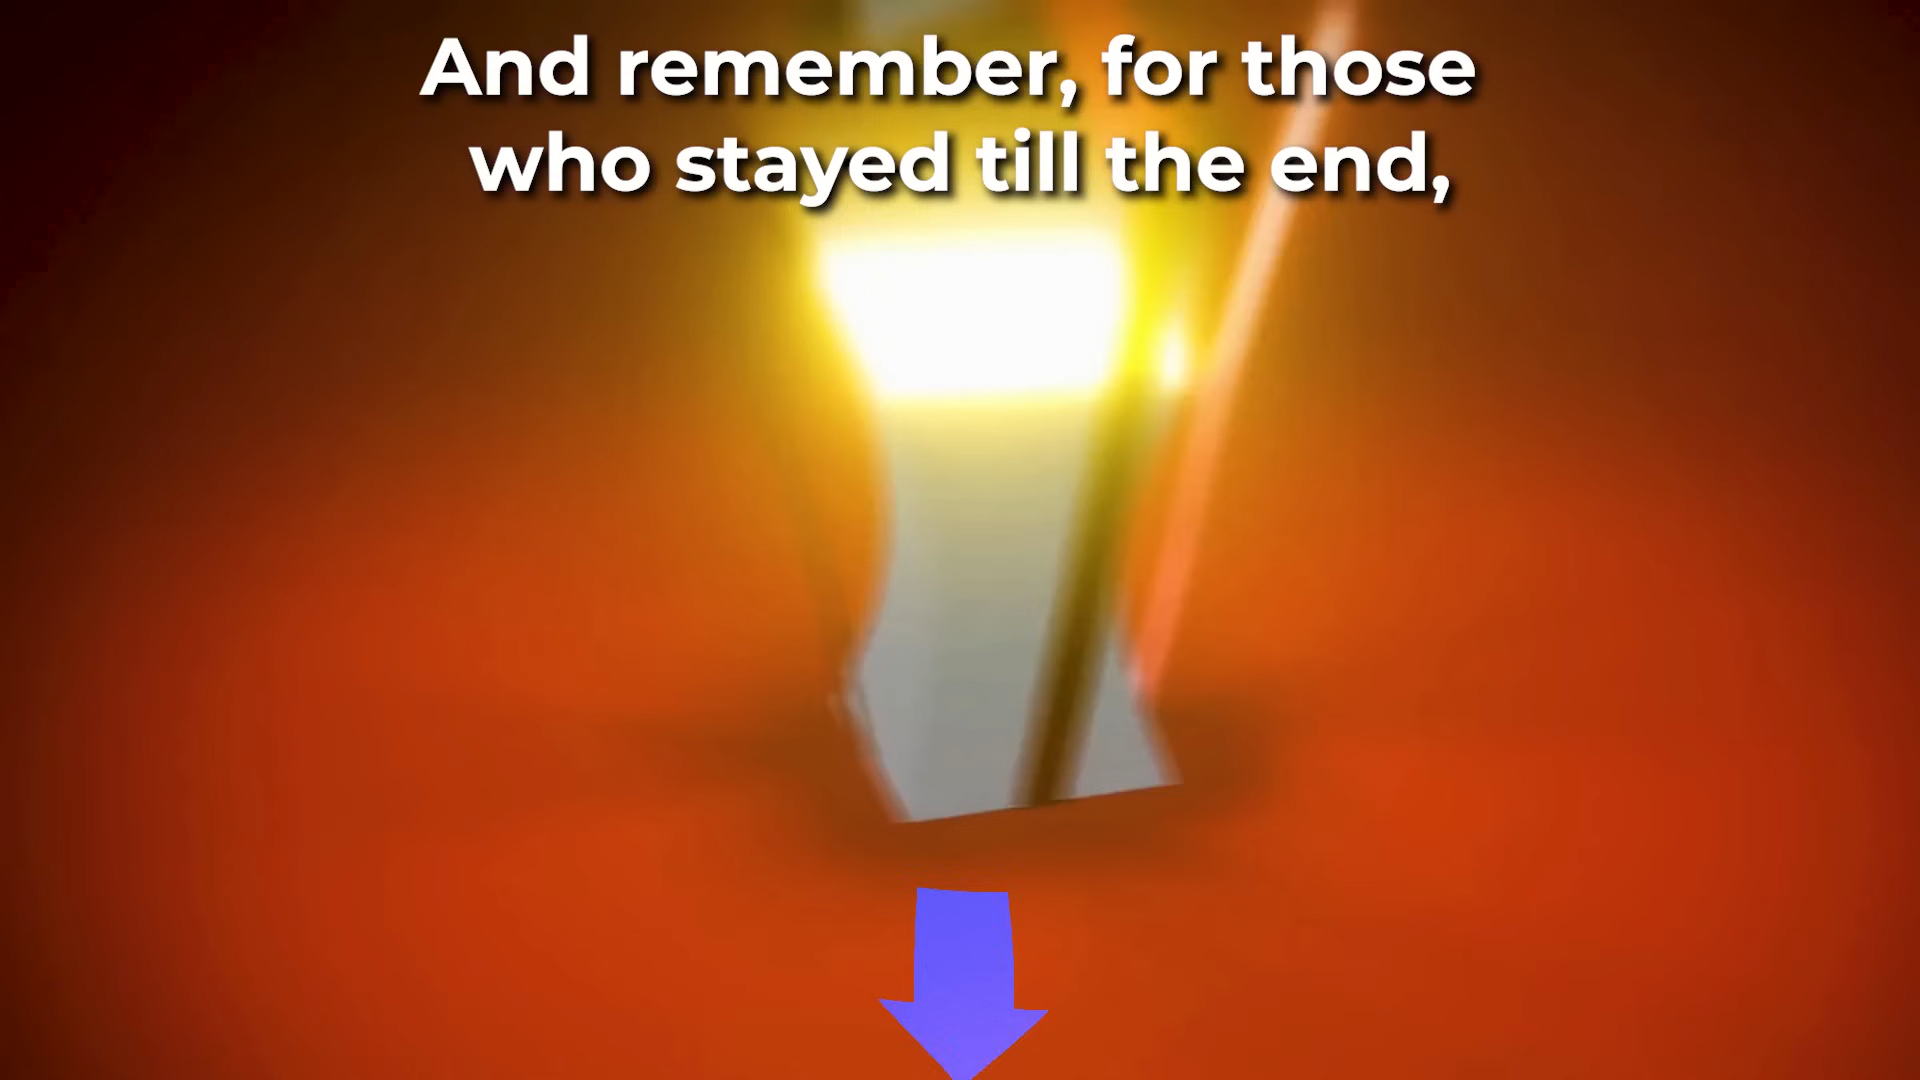 And remember, for those
who stayed till the end,